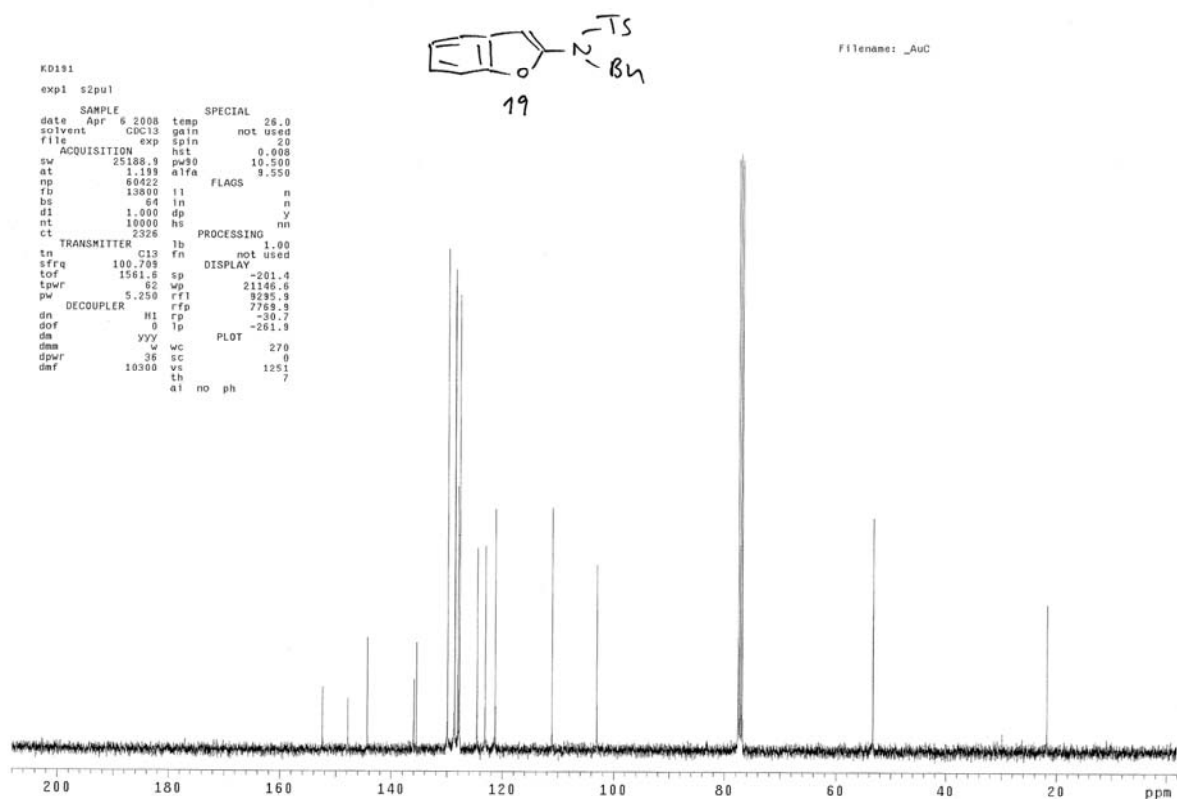 Filename: _AuC
O
N
TS
Bn
19
KD191
exp1 s2pul
SAMPLE SPECIAL
date Apr 6 2008 temp 26.0
solvent CDCl3 gain not used
file exp spin 20
ACQUISITION hst 0.008
sw 25188.9 pw90 10.500
at 1.199 alfa 9.550
np 60422 FLAGS
fb 13800 il n
bs 64 in n
d1 1.000 dp y
nt 10000 hs nn
ct 2326 PROCESSING
TRANSMITTER lb 1.00
tn C13 fn not used
sfrq 100.709 DISPLAY
tof 1561.6 sp -201.4
tpwr 62 wp 21146.6
pw 5.250 rfl 9295.9
DECOUPLER rfp 7769.9
dn H1 rp -30.7
dof 0 lp -261.9
dm yyy PLOT
dmm w wc 270
dpwr 36 sc 0
dmf 10300 vs 1251
th 7
ai no ph
200 180 160 140 120 100 80 60 40 20 ppm